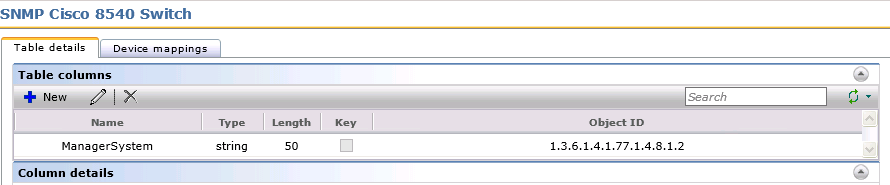 SNMP Cisco 8540 Switch
Table details Device mappings
Table columns
New Search
Name Type Length Key Object ID
ManagerSystem string 50 1.3.6.1.4.1.77.1.4.8.1.2
Column details